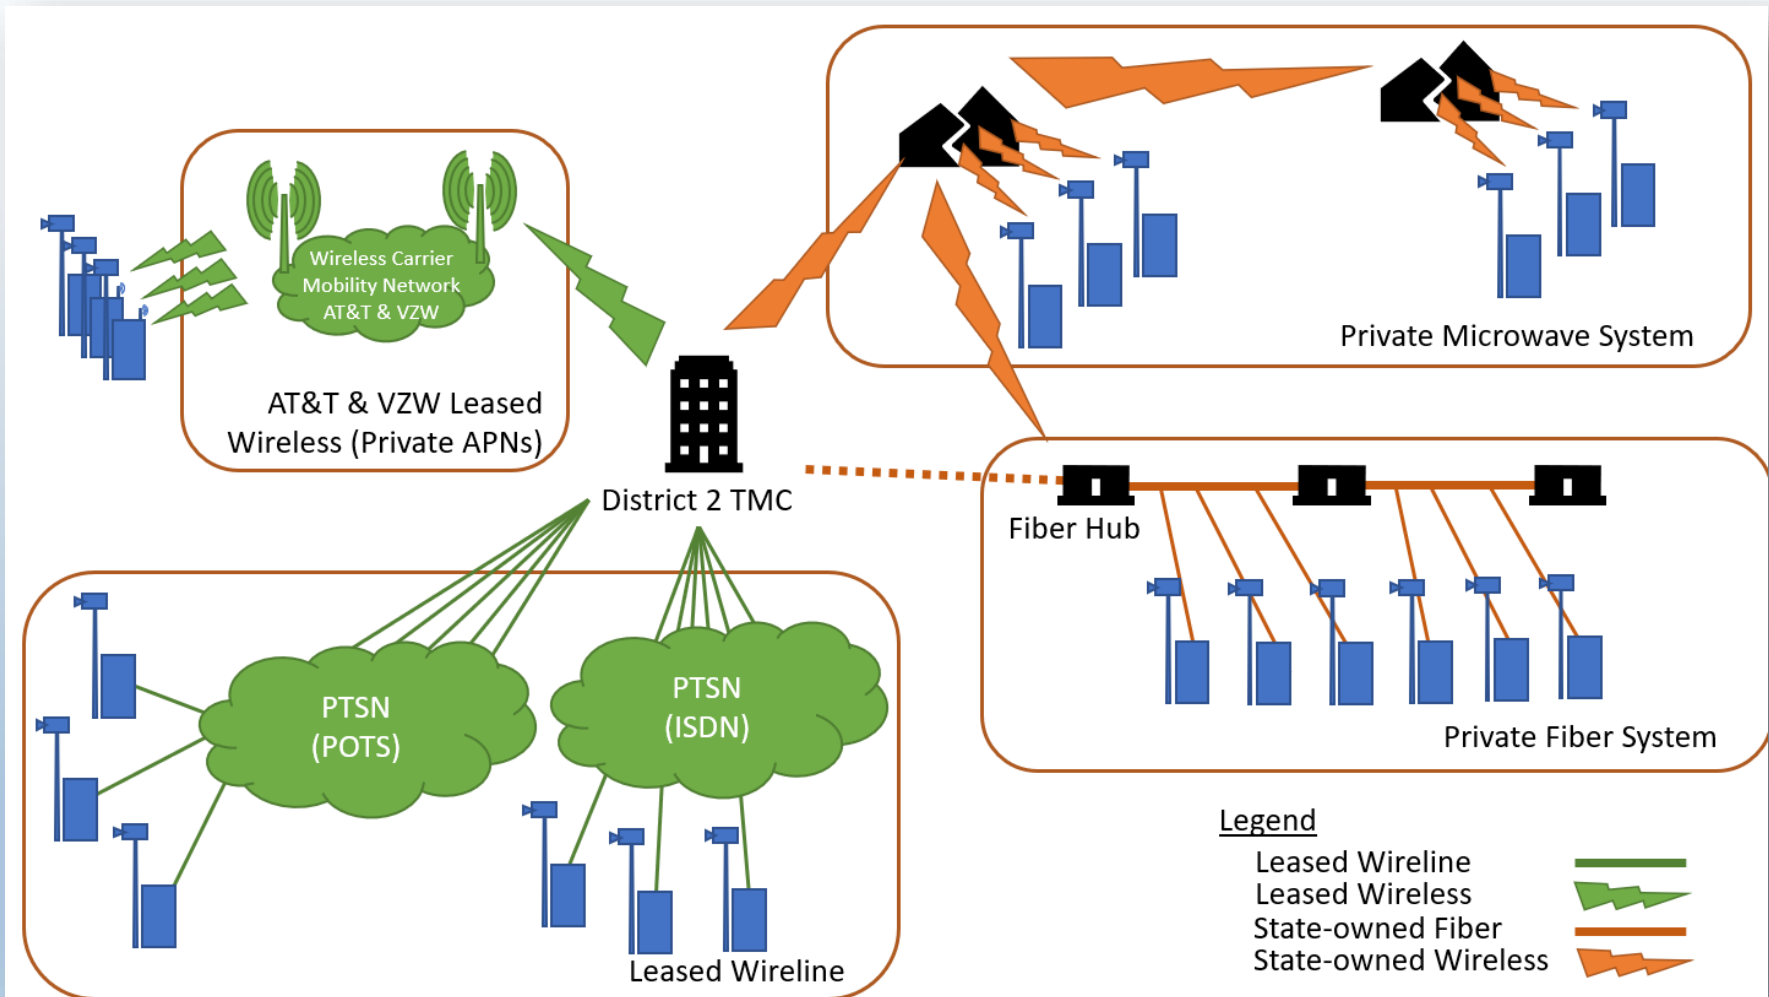 Wireless Carrier
Mobility Network
AT&T & VZW
AT&T & VZW Leased
Wireless (Private APNs)
Private Microwave System
District 2 TMC
Fiber Hub
Private Fiber System
PTSN
(POTS)
PTSN
(ISDN)
Leased Wireline
Legend
Leased Wireline
Leased Wireless
State-owned Fiber
State-owned Wireless